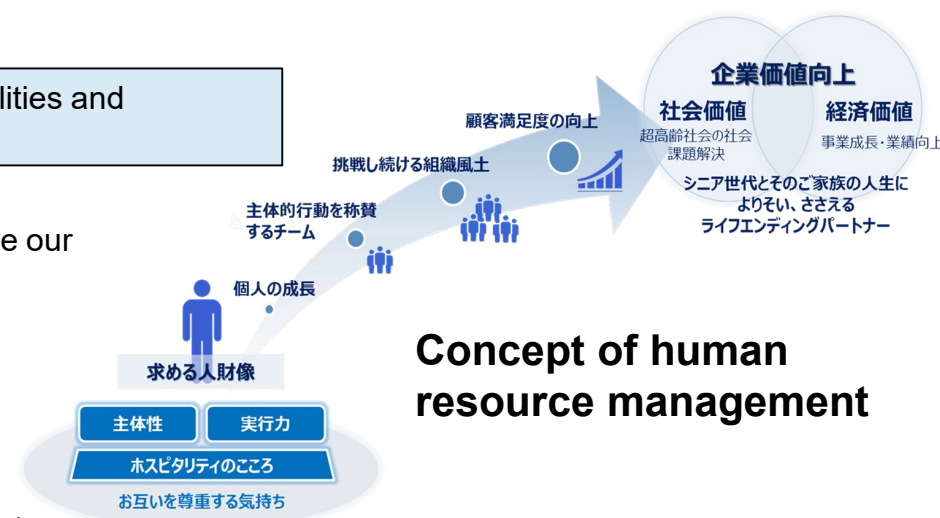 lities and
e our
企業価値向上
社会価値
超高齢社会の社会
課題解決
経済価値
事業成長・業績向上
シニア世代とそのご家族の人生に
よりそい、ささえる
ライフエンディングパートナー
顧客満足度の向上
挑戦し続ける組織風土
主体的行動を称賛
するチーム
個人の成長
求める人財像
主体性
実行力
ホスピタリティのこころ
お互いを尊重する気持ち
Concept of human
resource management